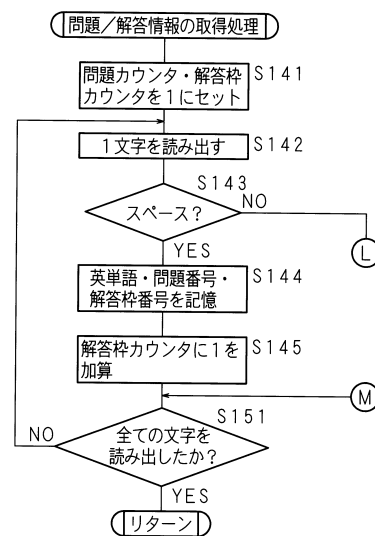 問題／解答情報の取得処理
問題カウンタ・解答枠
カウンタを１にセット
S141
１文字を読み出す
S142
S143
スペース？
NO
L
YES
英単語・問題番号・
解答枠番号を記憶
S144
解答枠カウンタに１を
加算
S145
M
S151
NO
全ての文字を
読み出したか？
YES
リターン